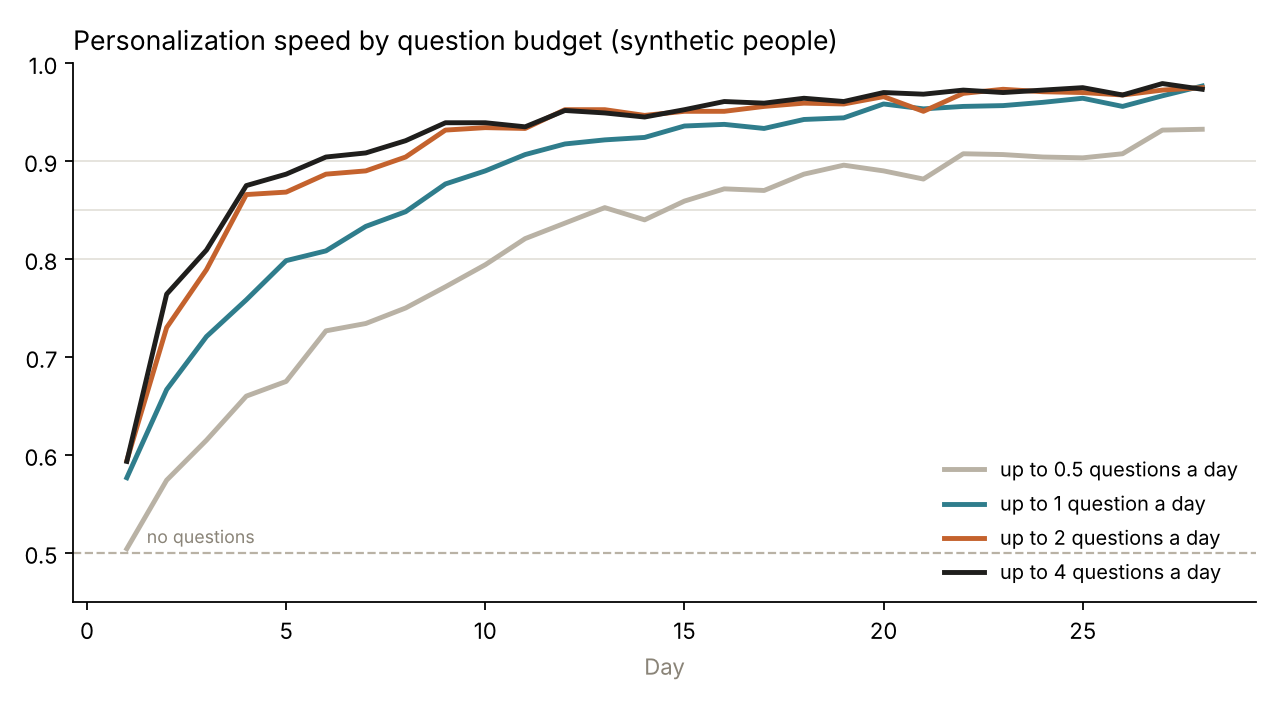 Personalization speed by question budget (synthetic people)
1.0
0.9
0.8
0.7
0.6
0.5
no questions
up to 0.5 questions a day
up to 1 question a day
up to 2 questions a day
up to 4 questions a day
0 5 10 15 20 25
Day